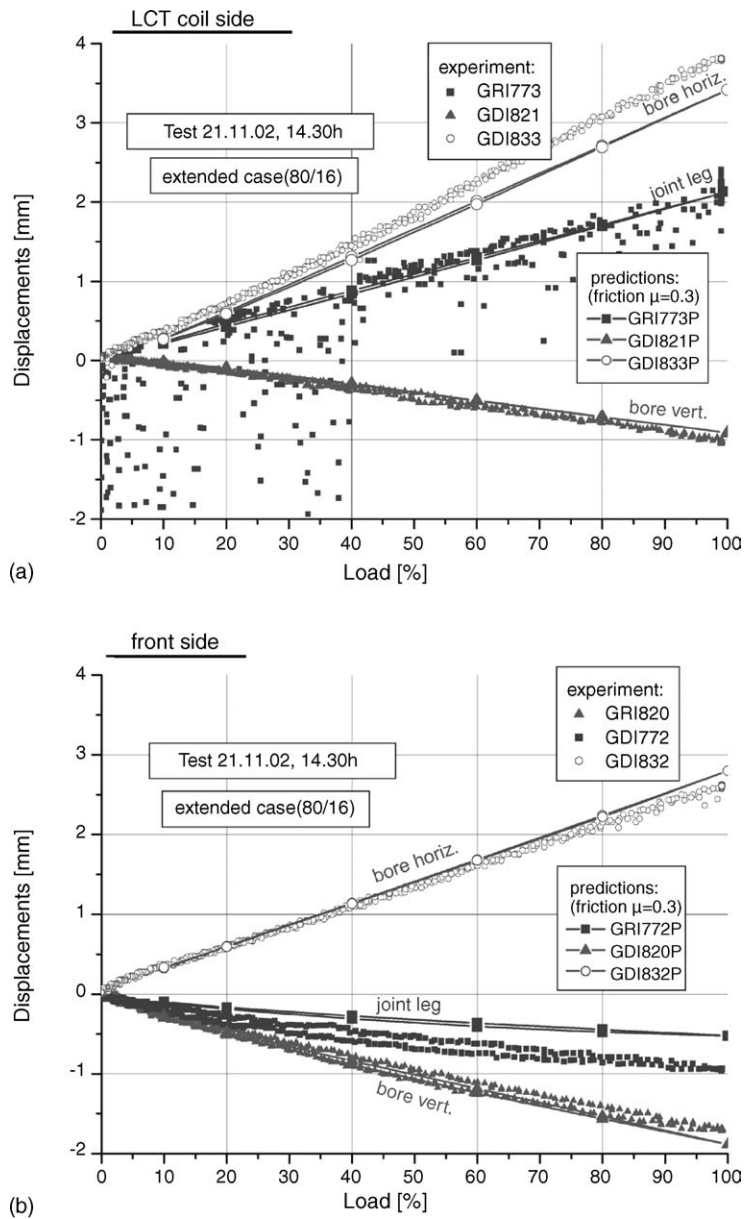 LCT coil side
4
3
2
1
0
-1
-2
Displacements [mm]
experiment:
GRI773
GDI821
GDI833
Test 21.11.02, 14.30h
extended case(80/16)
bore horiz.
joint leg
predictions:
(friction μ=0.3)
GRI773P
GDI821P
GDI833P
bore vert.
0 10 20 30 40 50 60 70 80 90 100
Load [%]
(a)
front side
4
3
2
1
0
-1
-2
Displacements [mm]
experiment:
GRI820
GDI772
GDI832
Test 21.11.02, 14.30h
extended case(80/16)
bore horiz.
predictions:
(friction μ=0.3)
GRI772P
GDI820P
GDI832P
joint leg
bore vert.
0 10 20 30 40 50 60 70 80 90 100
Load [%]
(b)